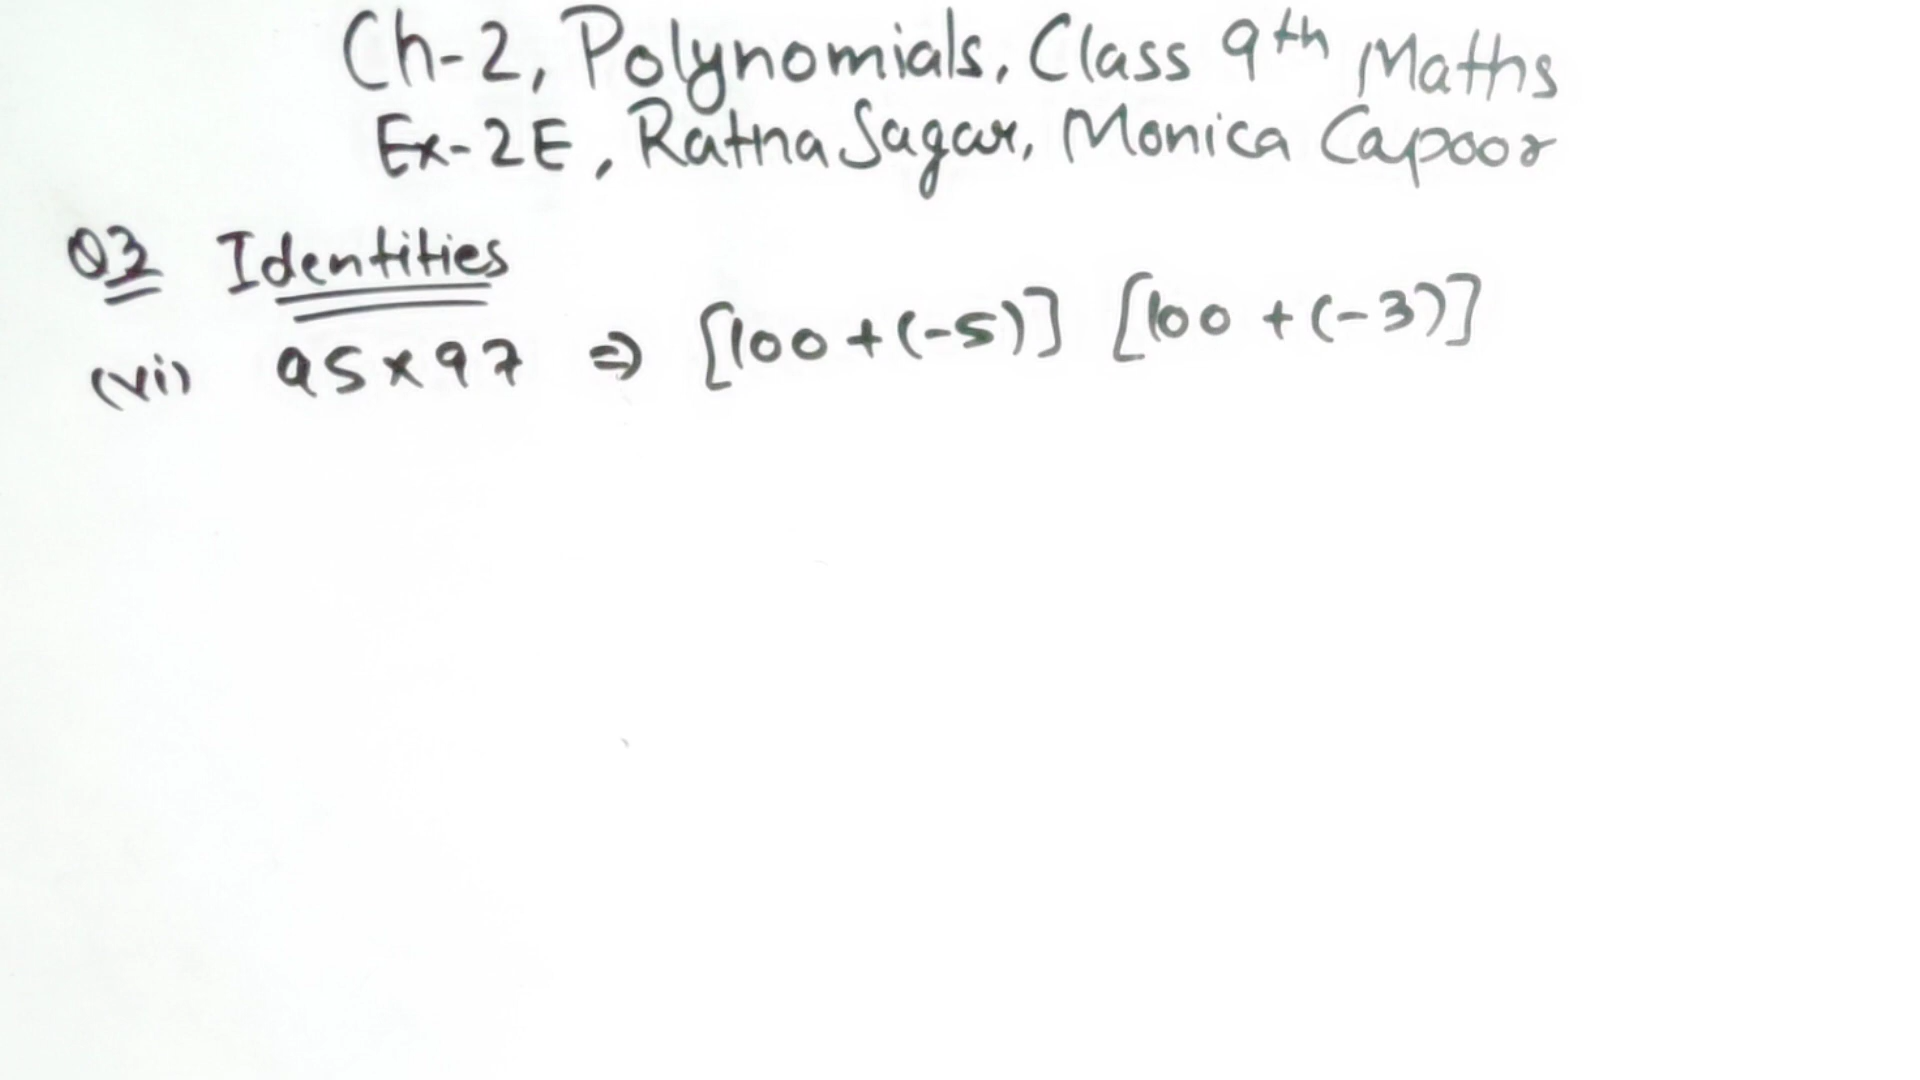 Ch-2, Polynomials, Class 9th Maths
Ex-2E, Ratna Sagar, Monica Capoor
Q3 Identities
(vi) 95×97 ⇒ [100+(-5)] [100+(-3)]